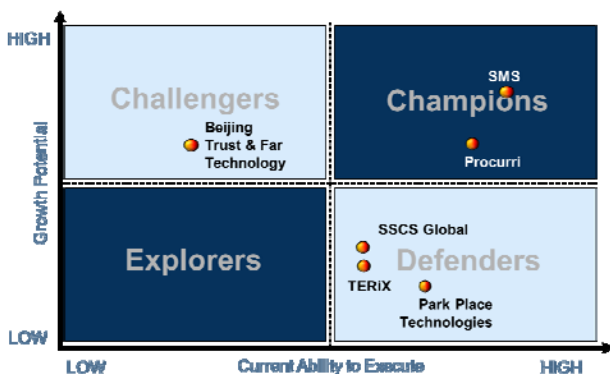 HIGH
Growth Potential
LOW
Challengers
Beijing
Trust & Far
Technology
SMS
Champions
Procurri
Explorers
SSCS Global
Defenders
TERiX
Park Place
Technologies
LOW
Current Ability to Execute
HIGH